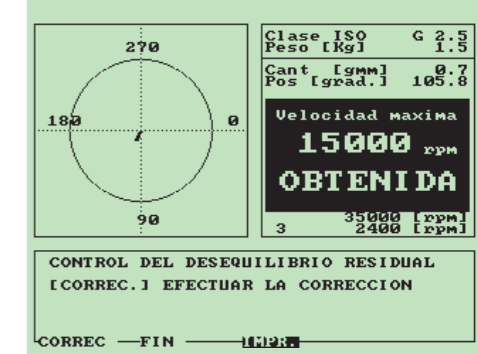 270
180
0
90
Clase ISO G 2.5
Peso [Kg] 1.5
Cant [gmm] 0.7
Pos [grad.] 105.8
Velocidad maxima
15000 rpm
OBTENIDA
35000 [rpm]
3 2400 [rpm]
CONTROL DEL DESEQUILIBRIO RESIDUAL
[CORREC.] EFECTUAR LA CORRECCION
CORREC FIN IMPR.